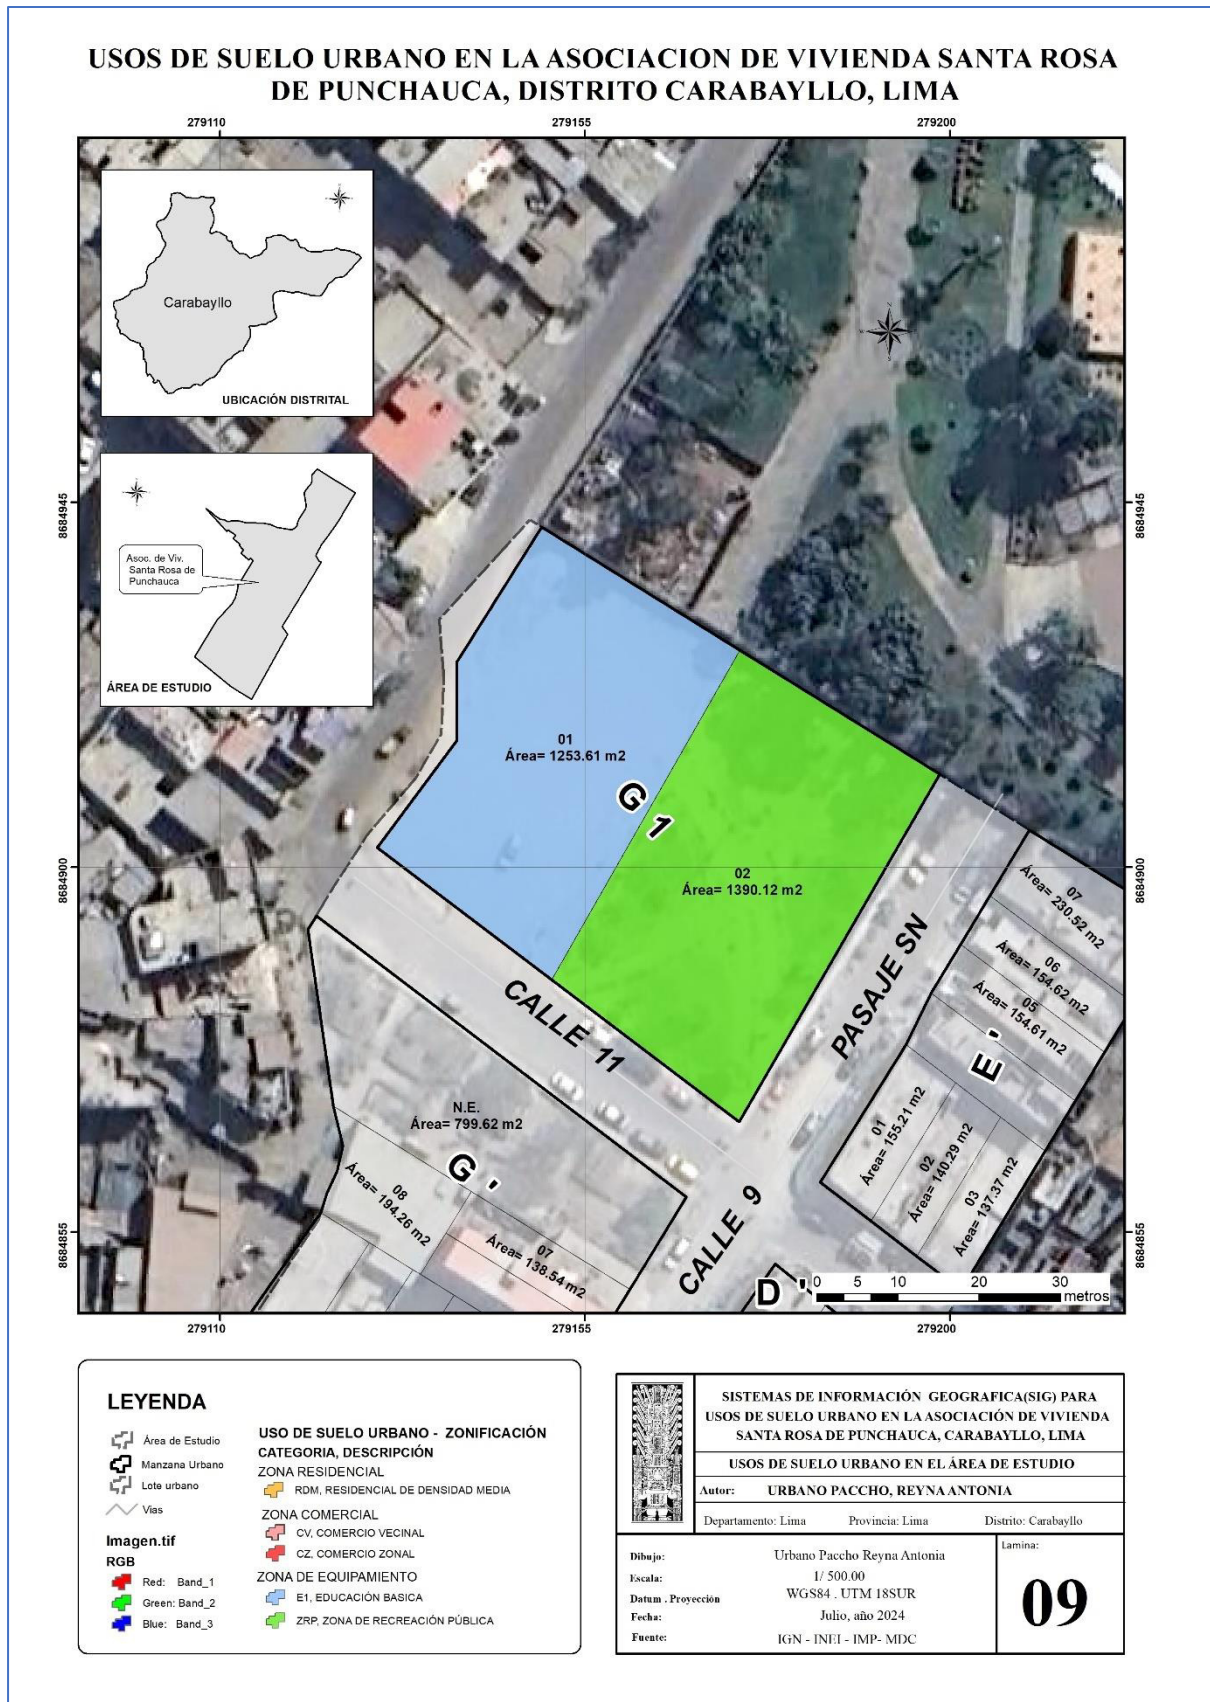 USOS DE SUELO URBANO EN LA ASOCIACION DE VIVIENDA SANTA ROSA
DE PUNCHAUCA, DISTRITO CARABAYLLO, LIMA
279110
279155
279200
Carabayllo
UBICACIÓN DISTRITAL
N
W
S
8684945
8684945
Asoc. de Viv.
Santa Rosa de
Punchauca
ÁREA DE ESTUDIO
01
Área= 1253.61 m2
G 1
02
Área= 1390.12 m2
8684900
8684900
07
Área= 230.52 m2
06
Área= 154.62 m2
05
Área= 154.61 m2
PASAJE SN
CALLE 11
E '
N.E.
Área= 799.62 m2
G '
01
Área= 155.21 m2
02
Área= 140.29 m2
03
Área= 137.37 m2
08
Área= 194.26 m2
07
Área= 138.54 m2
CALLE 9
8684855
8684855
D '
0 5 10 20 30
metros
279110
279155
279200
LEYENDA
Área de Estudio
Manzana Urbano
Lote urbano
Vias
Imagen.tif
RGB
Red: Band_1
Green: Band_2
Blue: Band_3
USO DE SUELO URBANO - ZONIFICACIÓN
CATEGORIA, DESCRIPCIÓN
ZONA RESIDENCIAL
RDM, RESIDENCIAL DE DENSIDAD MEDIA
ZONA COMERCIAL
CV, COMERCIO VECINAL
CZ, COMERCIO ZONAL
ZONA DE EQUIPAMIENTO
E1, EDUCACIÓN BASICA
ZRP, ZONA DE RECREACIÓN PÚBLICA
SISTEMAS DE INFORMACIÓN GEOGRAFICA(SIG) PARA
USOS DE SUELO URBANO EN LA ASOCIACIÓN DE VIVIENDA
SANTA ROSA DE PUNCHAUCA, CARABAYLLO, LIMA
USOS DE SUELO URBANO EN EL ÁREA DE ESTUDIO
Autor: URBANO PACCHO, REYNA ANTONIA
Departamento: Lima Provincia: Lima Distrito: Carabayllo
Dibujo: Urbano Paccho Reyna Antonia
Escala: 1/ 500.00
Datum . Proyección WGS84 . UTM 18SUR
Fecha: Julio, año 2024
Fuente: IGN - INEI - IMP- MDC
Lamina:
09